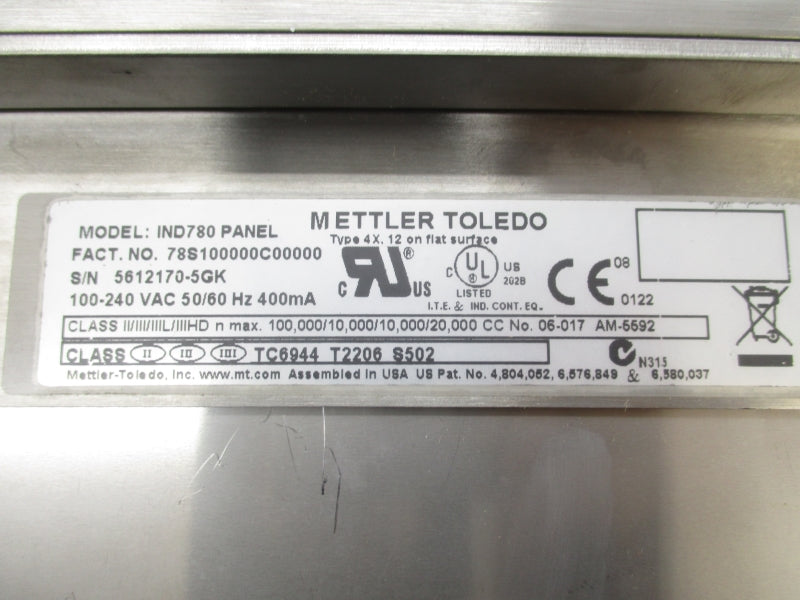 METTLER TOLEDO
MODEL: IND780 PANEL
Type 4X, 12 on flat surface
FACT. NO. 78S100000C00000
S/N 5612170-5GK
100-240 VAC 50/60 Hz 400mA
c RU US ®
c UL ® US
LISTED 202B
I.T.E. & IND. CONT. EQ.
CE 08 0122
CLASS II/III/IIIL/IIIHD n max. 100,000/10,000/10,000/20,000 CC No. 06-017 AM-5592
CLASS II III IIII TC6944 T2206 S502
N315
Mettler-Toledo, Inc. www.mt.com Assembled in USA US Pat. No. 4,804,052, 6,576,849 & 6,580,037